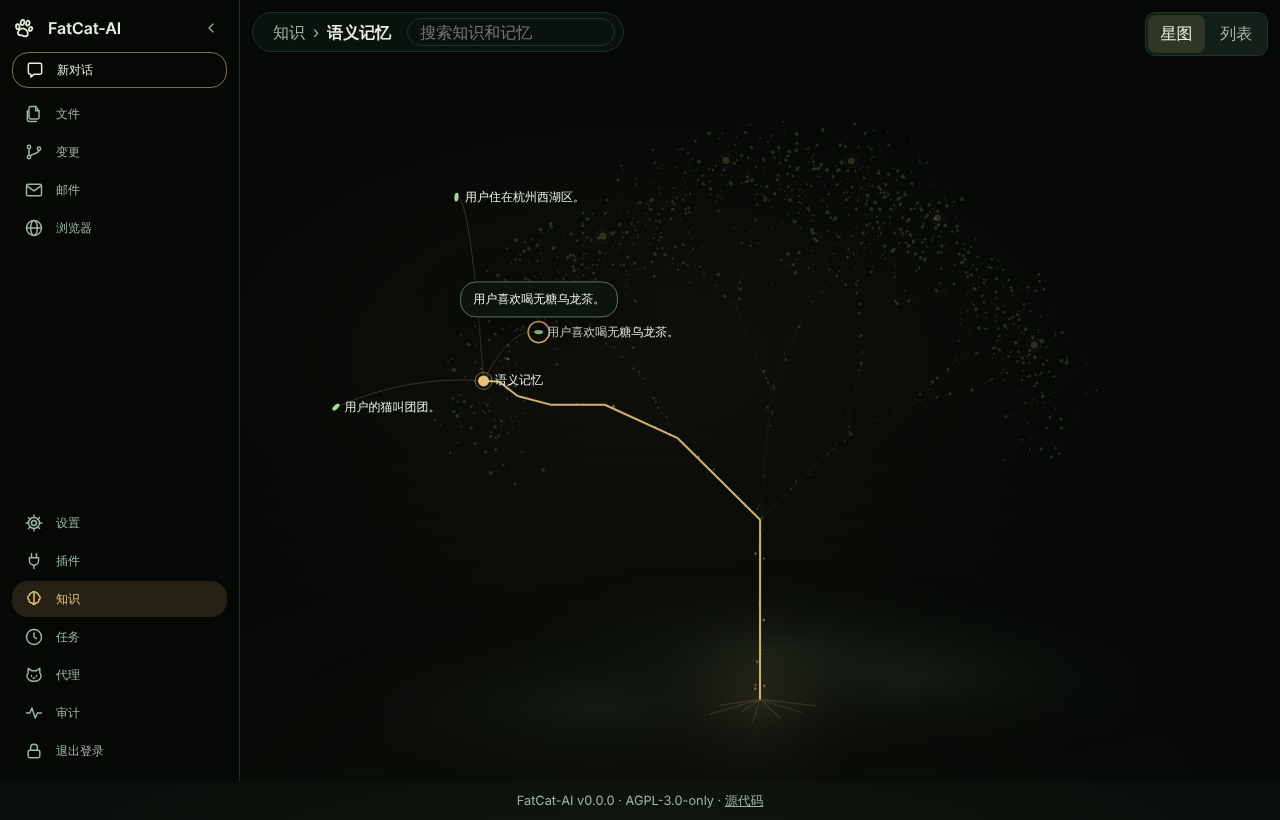 FatCat-AI
新对话
文件
变更
邮件
浏览器
设置
插件
知识
任务
代理
审计
退出登录
知识 › 语义记忆
搜索知识和记忆
星图
列表
用户住在杭州西湖区。
用户喜欢喝无糖乌龙茶。
用户喜欢喝无糖乌龙茶。
语义记忆
用户的猫叫团团。
FatCat-AI v0.0.0 · AGPL-3.0-only · 源代码